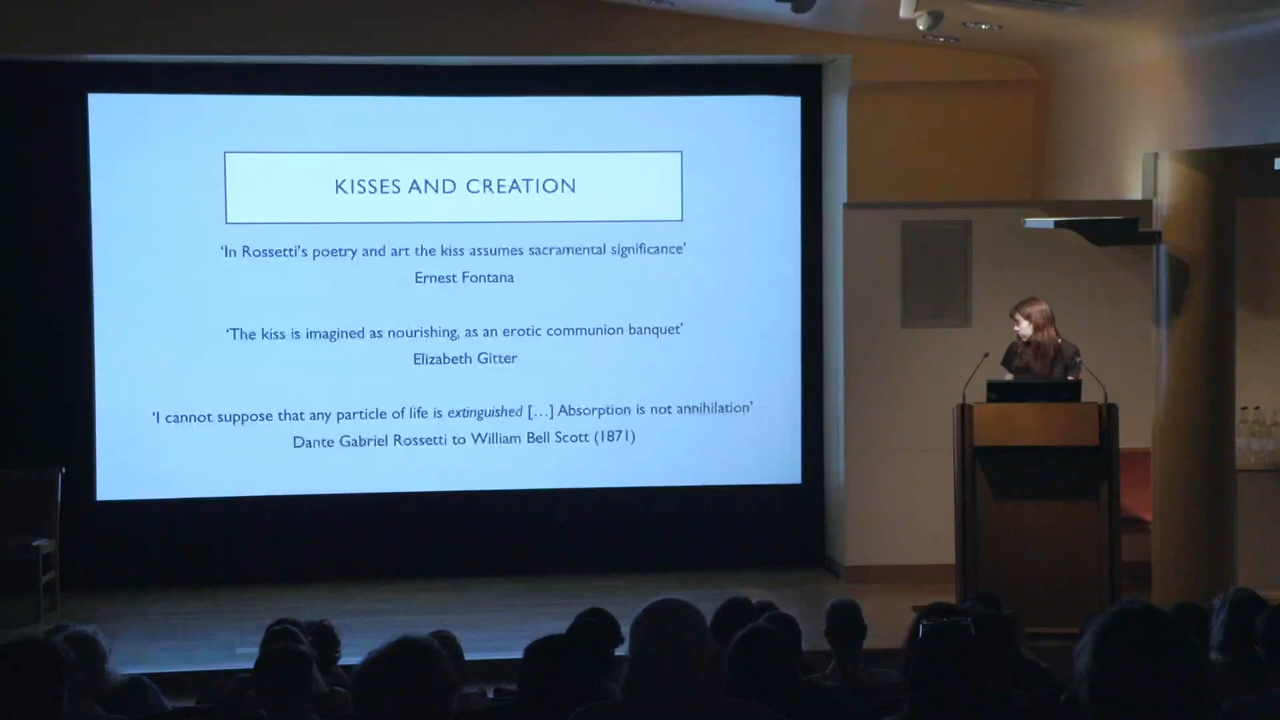 KISSES AND CREATION
‘In Rossetti’s poetry and art the kiss assumes sacramental significance’
Ernest Fontana
‘The kiss is imagined as nourishing, as an erotic communion banquet’
Elizabeth Gitter
‘I cannot suppose that any particle of life is extinguished […] Absorption is not annihilation’
Dante Gabriel Rossetti to William Bell Scott (1871)